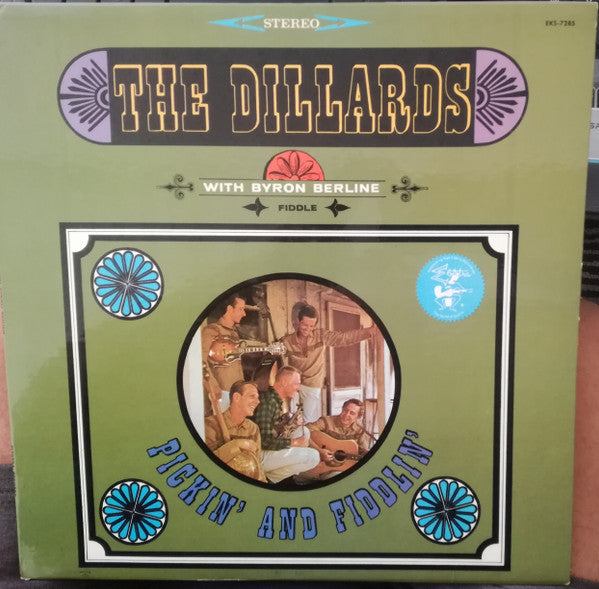 STEREO
EKS-7285
THE DILLARDS
WITH BYRON BERLINE
FIDDLE
PICKIN' AND FIDDLIN'